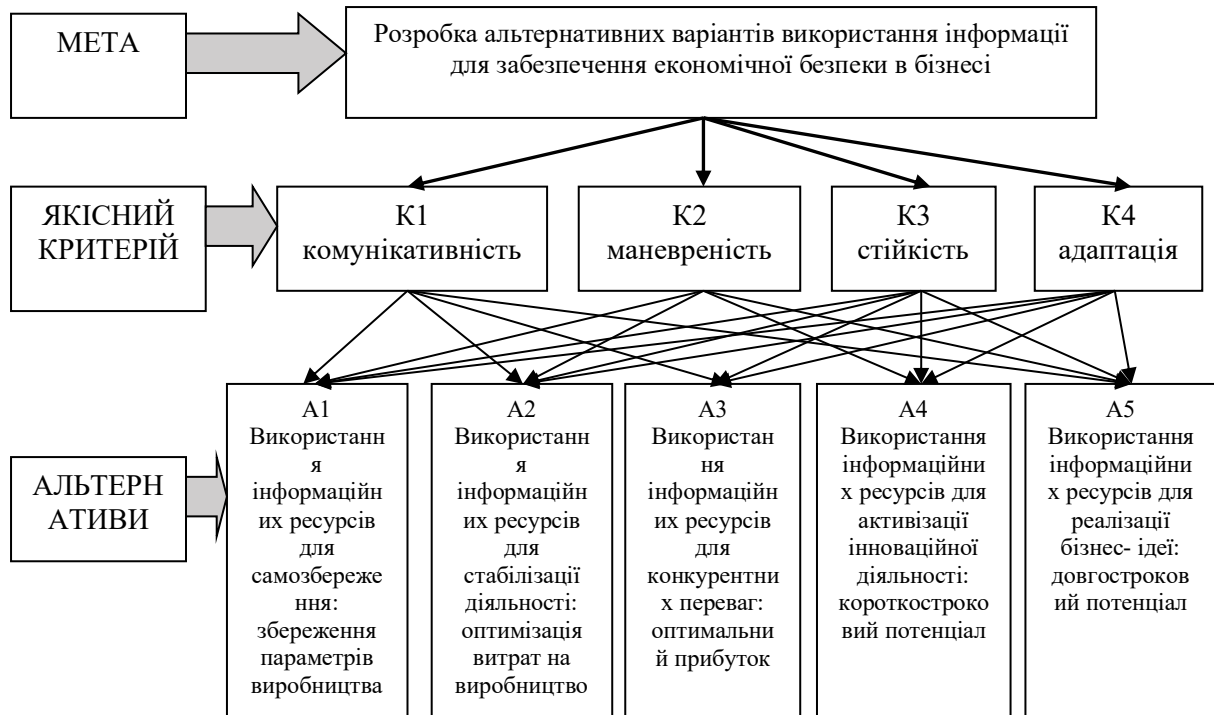 МЕТА
Розробка альтернативних варіантів використання інформації
для забезпечення економічної безпеки в бізнесі
ЯКІСНИЙ
КРИТЕРІЙ
К1
комунікативність
К2
маневреність
К3
стійкість
К4
адаптація
АЛЬТЕРН
АТИВИ
А1
Використанн
я
інформаційн
их ресурсів
для
самозбереже
ння:
збереження
параметрів
виробництва
А2
Використанн
я
інформаційн
их ресурсів
для
стабілізації
діяльності:
оптимізація
витрат на
виробництво
А3
Використан
ня
інформаційн
их ресурсів
для
конкурентни
х переваг:
оптимальни
й прибуток
А4
Використання
інформаційни
х ресурсів для
активізації
інноваційної
діяльності:
короткостроко
вий потенціал
А5
Використання
інформаційни
х ресурсів для
реалізації
бізнес- ідеї:
довгостроков
ий потенціал